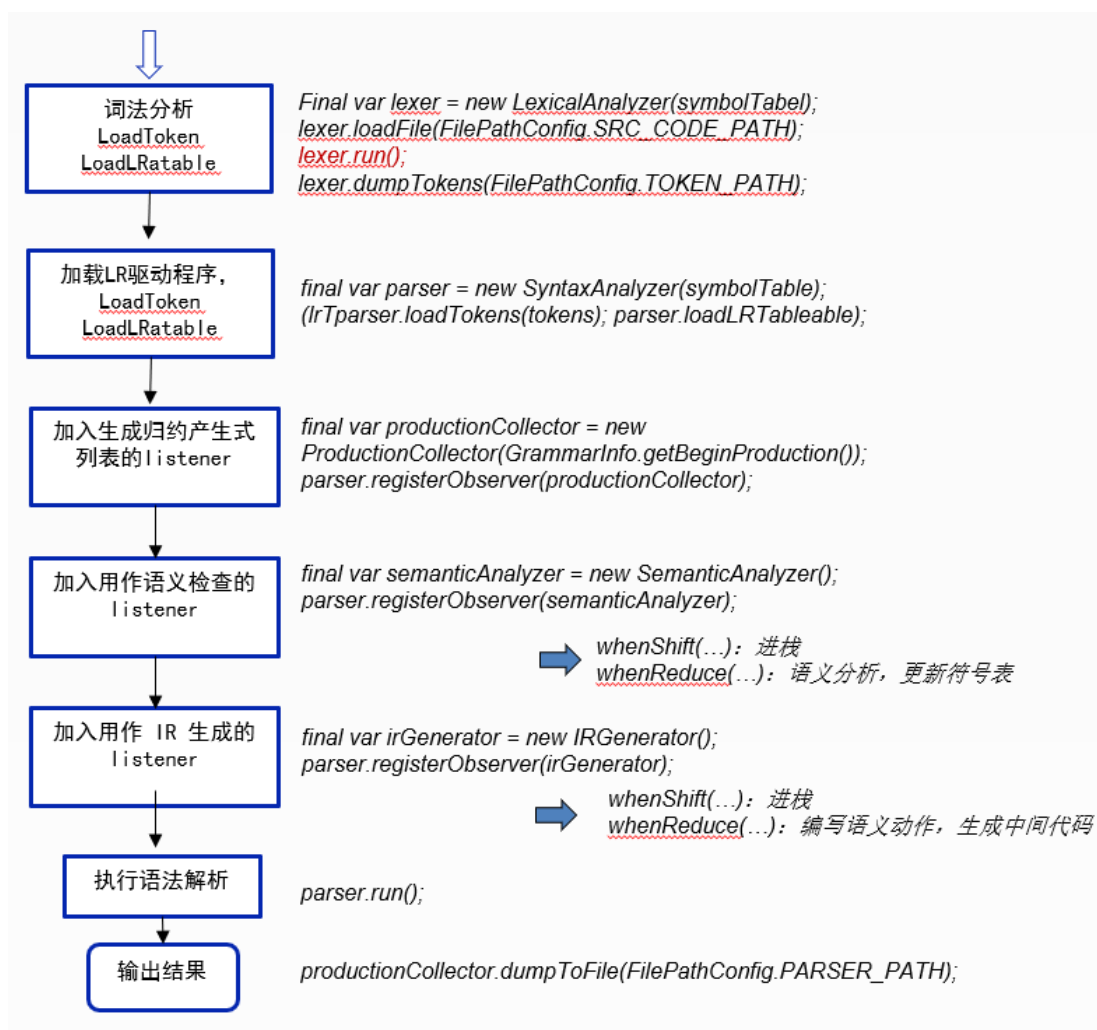 词法分析
LoadToken
LoadLRatable
Final var lexer = new LexicalAnalyzer(symbolTabel);
lexer.loadFile(FilePathConfig.SRC_CODE_PATH);
lexer.run();
lexer.dumpTokens(FilePathConfig.TOKEN_PATH);
加载LR驱动程序，
LoadToken
LoadLRatable
final var parser = new SyntaxAnalyzer(symbolTable);
(lrTparser.loadTokens(tokens); parser.loadLRTableable);
加入生成归约产生式
列表的listener
final var productionCollector = new
ProductionCollector(GrammarInfo.getBeginProduction());
parser.registerObserver(productionCollector);
加入用作语义检查的
listener
final var semanticAnalyzer = new SemanticAnalyzer();
parser.registerObserver(semanticAnalyzer);
whenShift(…)：进栈
whenReduce(…)：语义分析，更新符号表
加入用作 IR 生成的
listener
final var irGenerator = new IRGenerator();
parser.registerObserver(irGenerator);
whenShift(…)：进栈
whenReduce(…)：编写语义动作，生成中间代码
执行语法解析
parser.run();
输出结果
productionCollector.dumpToFile(FilePathConfig.PARSER_PATH);